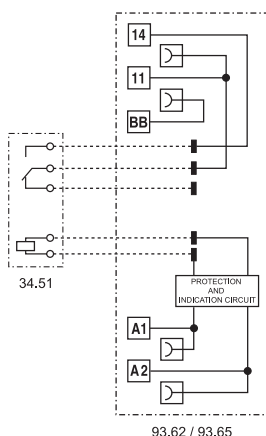 14
11
BB
34.51
PROTECTION
AND
INDICATION CIRCUIT
A1
A2
93.62 / 93.65